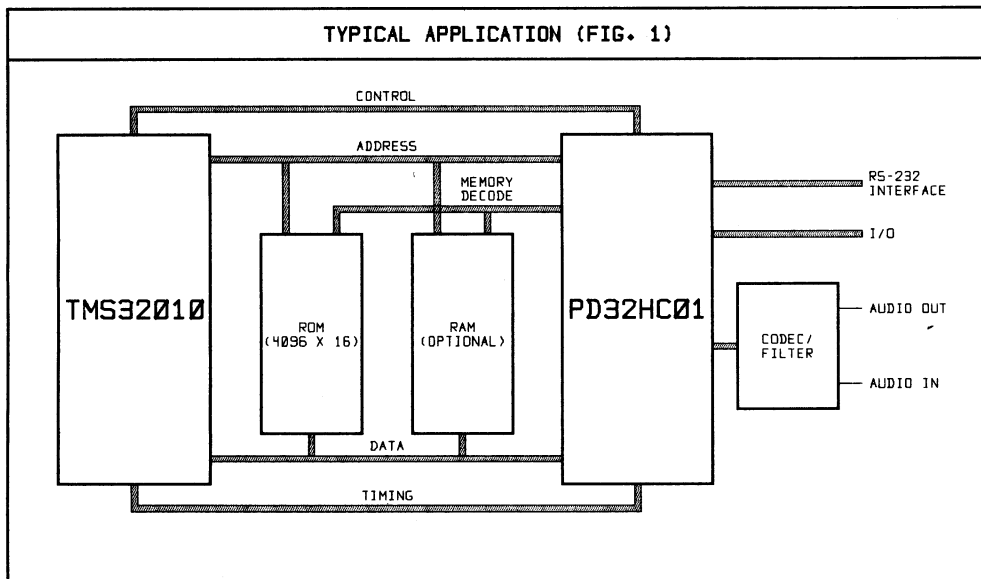 TYPICAL APPLICATION (FIG. 1)
CONTROL
ADDRESS
MEMORY
DECODE
RS-232
INTERFACE
I/O
TMS32010
ROM
(4096 X 16)
RAM
(OPTIONAL)
PD32HC01
CODEC/
FILTER
AUDIO OUT
AUDIO IN
DATA
TIMING